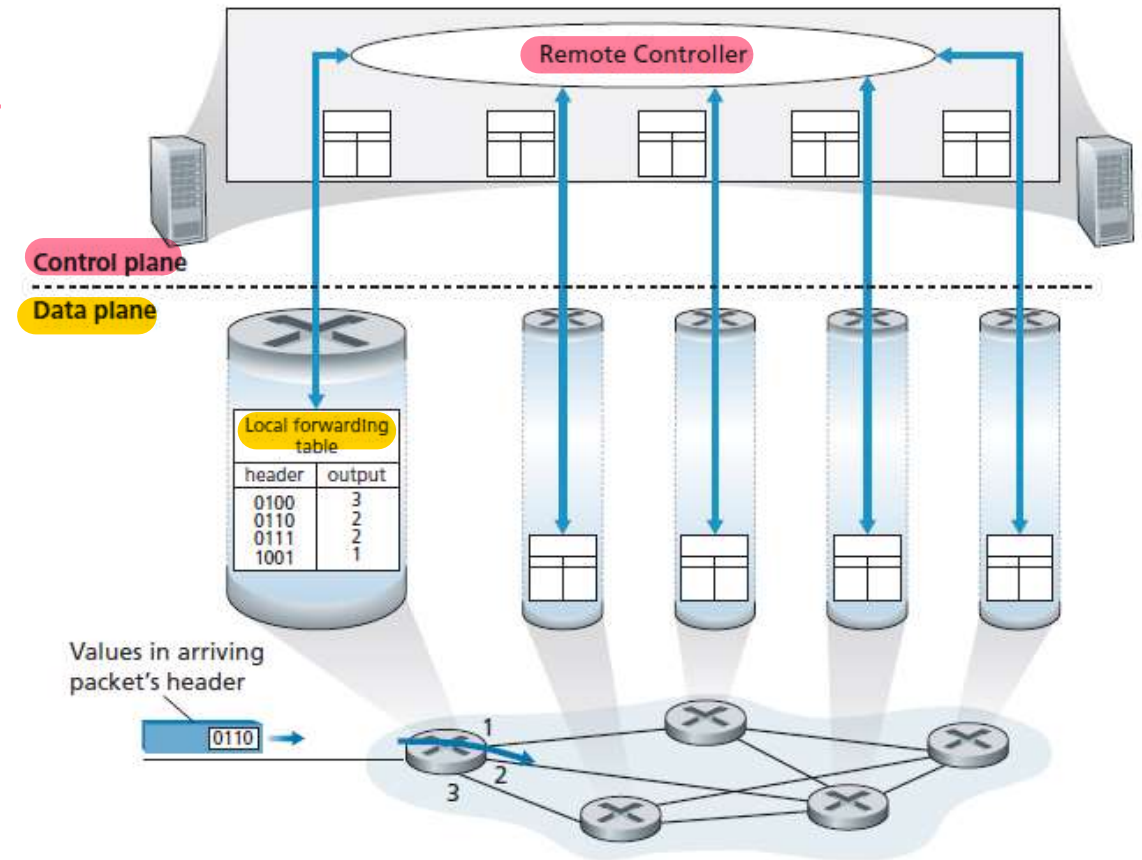 Remote Controller
Control plane
Data plane
Local forwarding
table
header output
0100 3
0110 2
0111 2
1001 1
Values in arriving
packet's header
0110
1
2
3